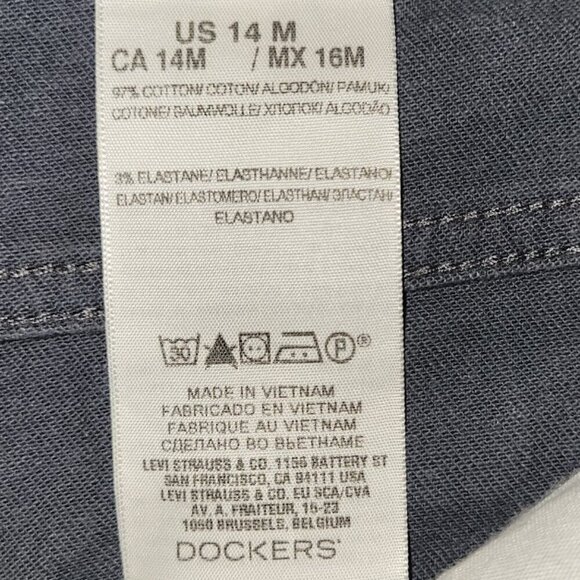 US 14 M
CA 14M / MX 16M
97% COTTON/ COTON/ ALGODÓN/ PAMUK/
COTONE/ BAUMWOLLE/ ХЛОПОК/ ALGODÃO
3% ELASTANE/ ELASTHANNE/ ELASTANO/
ELASTAN/ ELASTOMERO/ ELASTHAN/ ЭЛАСТАН/
ELASTANO
30 P ®
MADE IN VIETNAM
FABRICADO EN VIETNAM
FABRIQUE AU VIETNAM
СДЕЛАНО ВО ВЬЕТНАМЕ
LEVI STRAUSS & CO. 1155 BATTERY ST
SAN FRANCISCO, CA 94111 USA
LEVI STRAUSS & CO. EU SCA/CVA
AV. A. FRAITEUR, 15-23
1050 BRUSSELS, BELGIUM
DOCKERS®